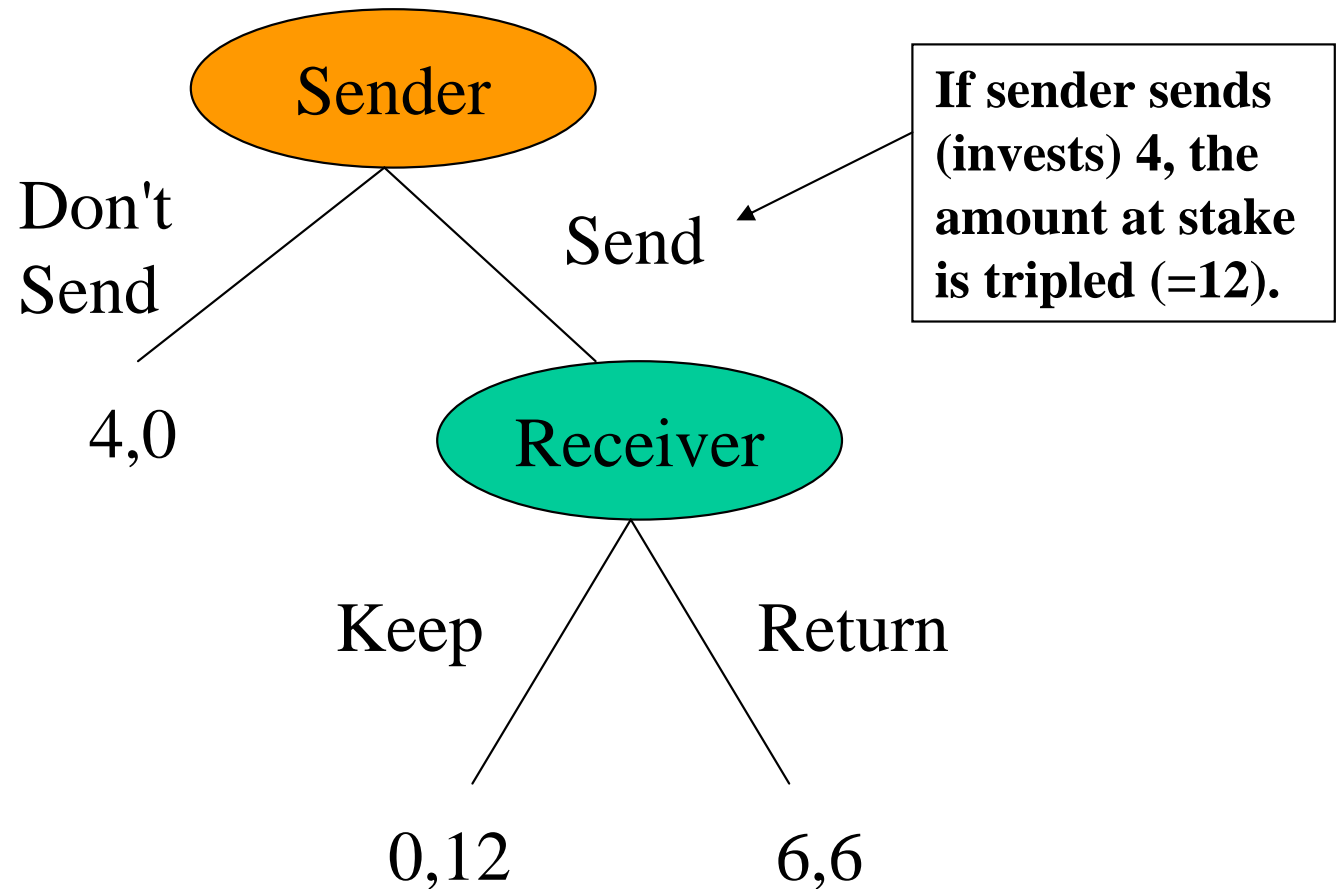 Sender
If sender sends
(invests) 4, the
amount at stake
is tripled (=12).
Don't
Send
Send
4,0
Receiver
Keep
Return
0,12
6,6